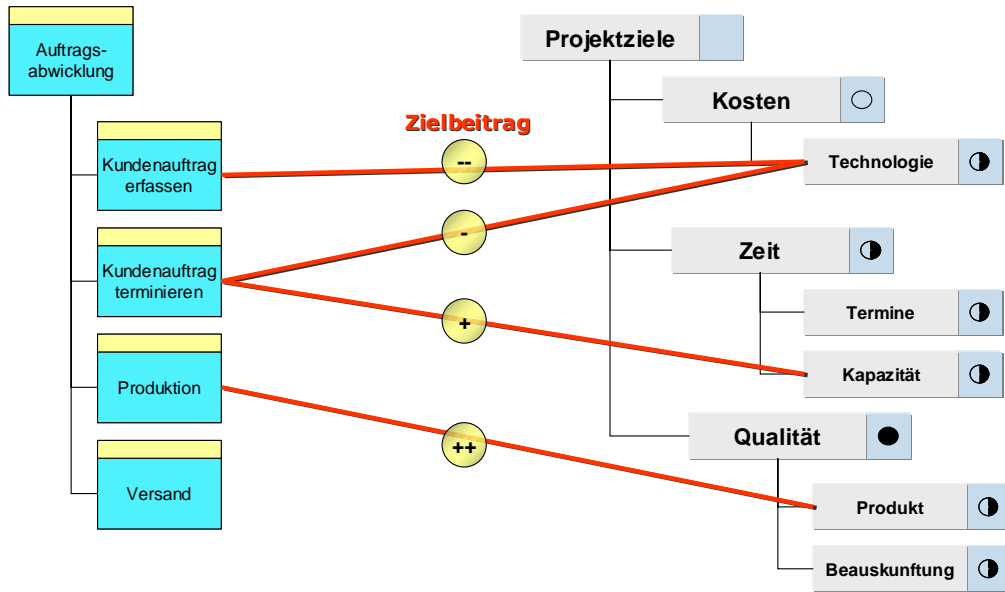 Auftrags-
abwicklung
Kundenauftrag
erfassen
Kundenauftrag
terminieren
Produktion
Versand
Zielbeitrag
--
-
+
++
Projektziele
Kosten
Technologie
Zeit
Termine
Kapazität
Qualität
Produkt
Beauskunftung